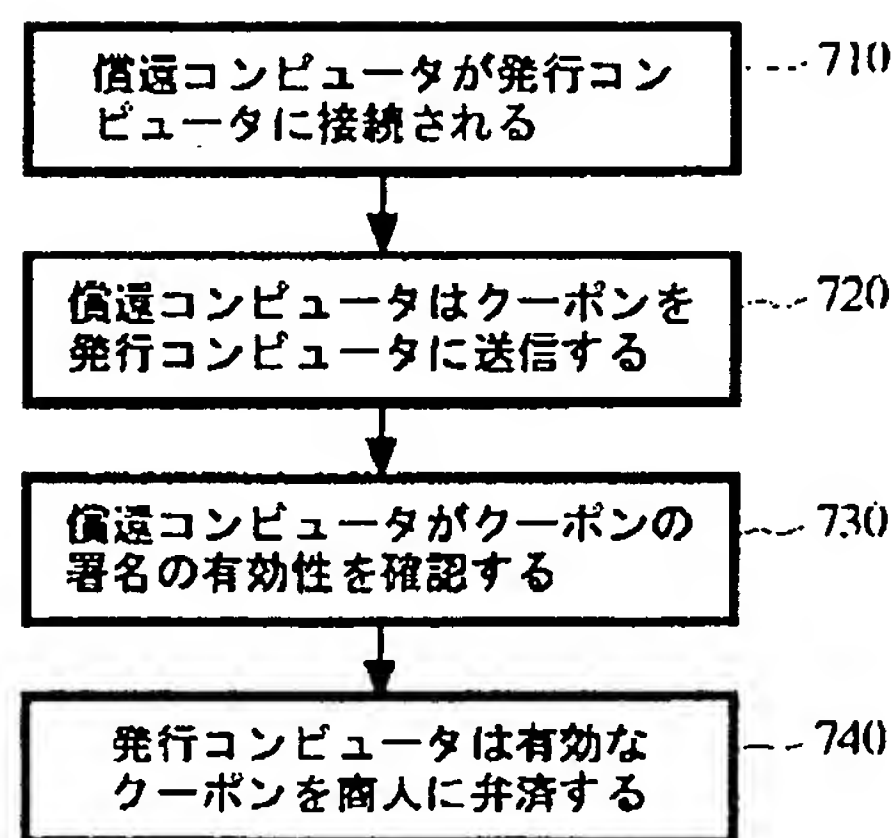 償還コンピュータが発行コン
ピュータに接続される
710
償還コンピュータはクーポンを
発行コンピュータに送信する
720
償還コンピュータがクーポンの
署名の有効性を確認する
730
発行コンピュータは有効な
クーポンを商人に弁済する
740